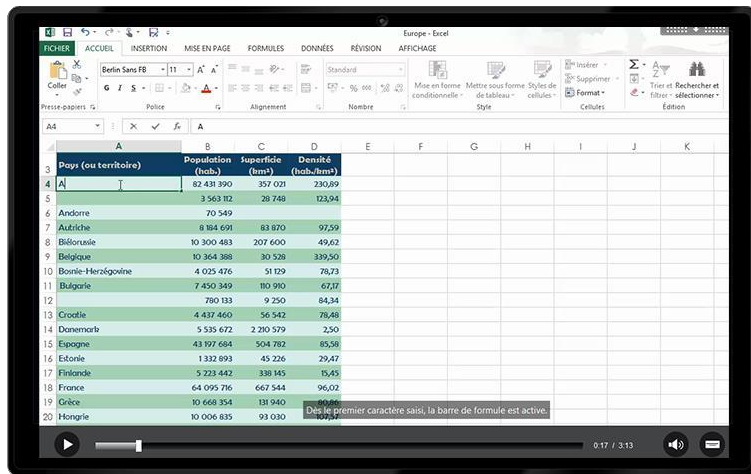 Europe - Excel
FICHIER ACCUEIL INSERTION MISE EN PAGE FORMULES DONNÉES RÉVISION AFFICHAGE
Coller
Berlin Sans FB 11 A A
G I S A
Standard
% 000
Mise en forme conditionnelle
Mettre sous forme de tableau
Styles de cellules
Insérer
Supprimer
Format
Trier et filtrer
Rechercher et sélectionner
Presse-papiers Police Alignement Nombre Style Cellules Édition
A4 fx A
A B C D E F G H I J K
3 Pays (ou territoire) Population (hab.) Superficie (km²) Densité (hab./km²)
4 A 82 431 390 357 021 230,89
5 3 563 112 28 748 123,94
6 Andorre 70 549
7 Autriche 8 184 691 83 870 97,59
8 Biélorussie 10 300 483 207 600 49,62
9 Belgique 10 364 388 30 528 339,50
10 Bosnie-Herzégovine 4 025 476 51 129 78,73
11 Bulgarie 7 450 349 110 910 67,17
12 780 133 9 250 84,34
13 Croatie 4 437 460 56 542 78,48
14 Danemark 5 535 672 2 210 579 2,50
15 Espagne 43 197 684 504 782 85,58
16 Estonie 1 332 893 45 226 29,47
17 Finlande 5 223 442 338 145 15,45
18 France 64 095 716 667 544 96,02
19 Grèce 10 668 354 131 940 80,86
20 Hongrie 10 006 835 93 030 107,57
Dès le premier caractère saisi, la barre de formule est active.
0:17 / 3:13